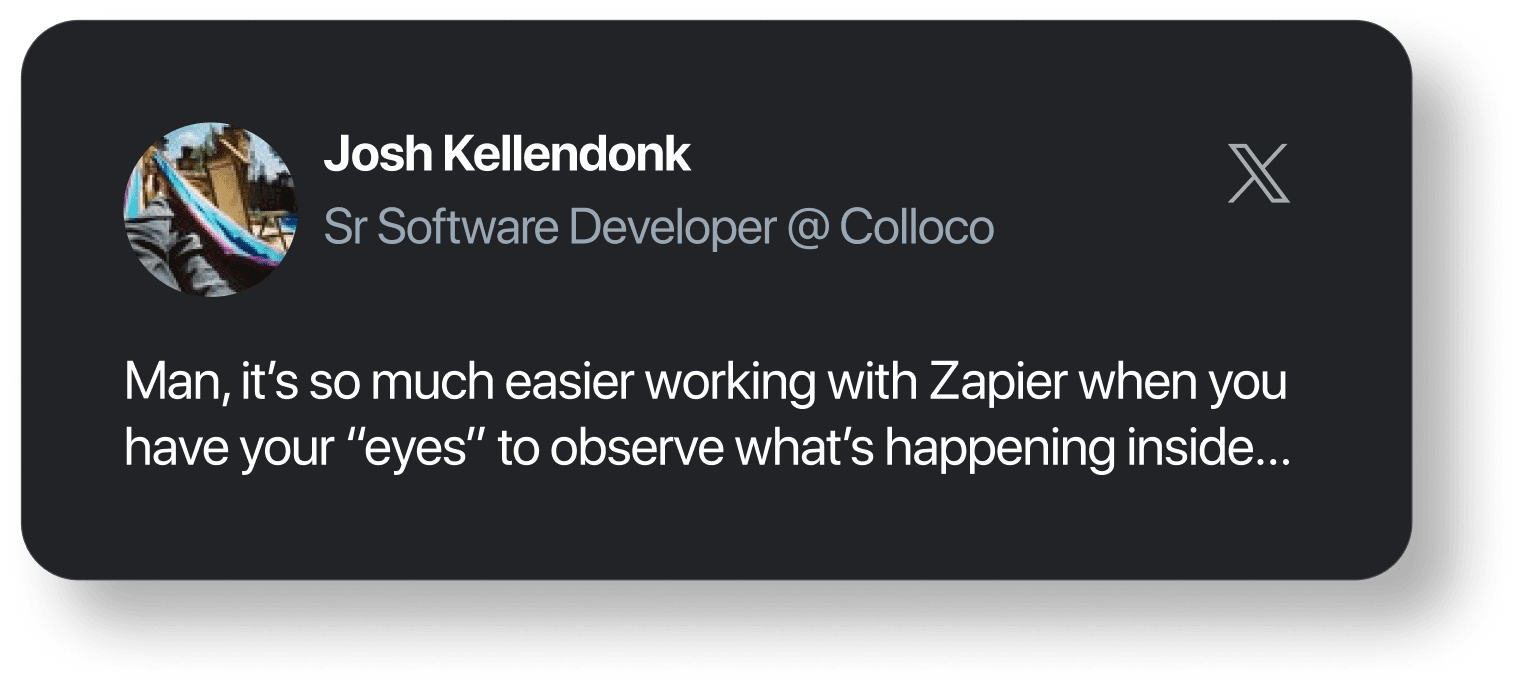 Josh Kellendonk
Sr Software Developer @ Colloco
Man, it’s so much easier working with Zapier when you
have your “eyes” to observe what’s happening inside...